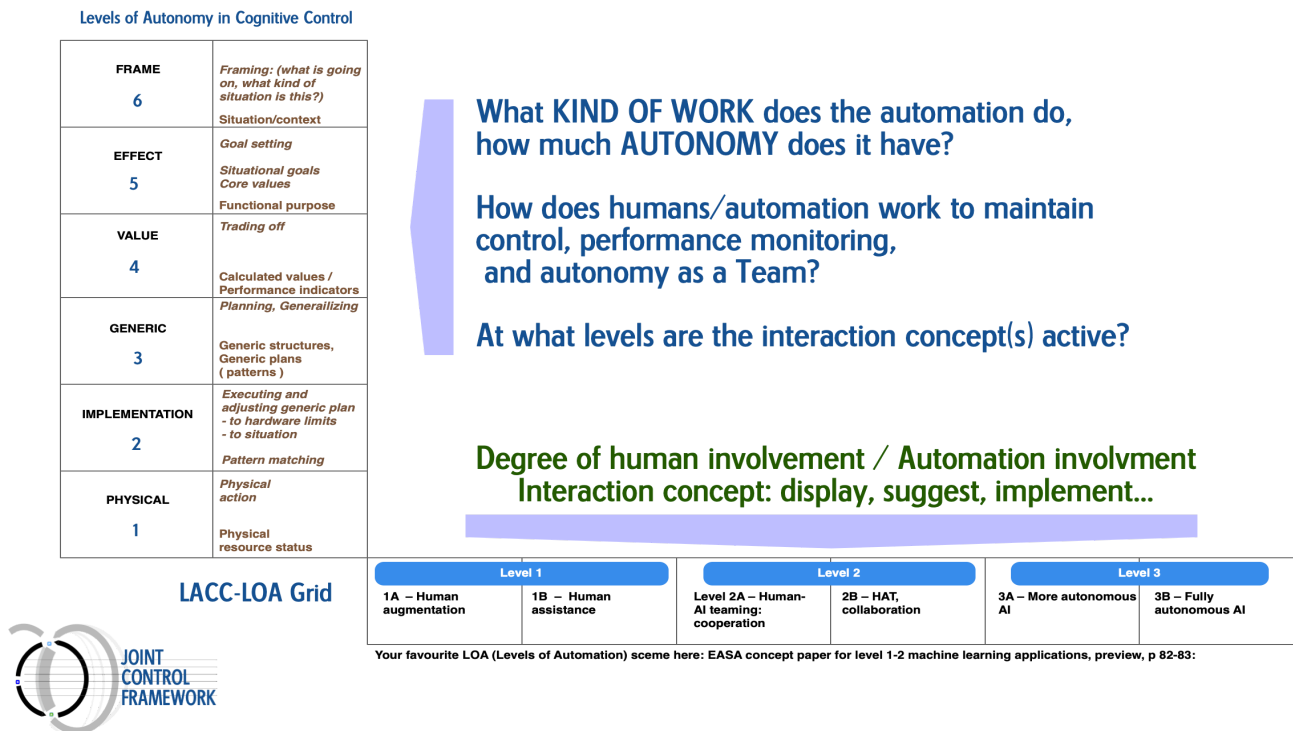 Levels of Autonomy in Cognitive Control
FRAME
6
Framing: (what is going
on, what kind of
situation is this?)
Situation/context
EFFECT
5
Goal setting
Situational goals
Core values
Functional purpose
VALUE
4
Trading off
Calculated values /
Performance indicators
GENERIC
3
Planning, Generailizing
Generic structures,
Generic plans
( patterns )
IMPLEMENTATION
2
Executing and
adjusting generic plan
- to hardware limits
- to situation
Pattern matching
PHYSICAL
1
Physical
action
Physical
resource status
What KIND OF WORK does the automation do,
how much AUTONOMY does it have?
How does humans/automation work to maintain
control, performance monitoring,
and autonomy as a Team?
At what levels are the interaction concept(s) active?
Degree of human involvement / Automation involvment
Interaction concept: display, suggest, implement...
LACC-LOA Grid
Level 1
1A – Human
augmentation
1B – Human
assistance
Level 2
Level 2A – Human-
AI teaming:
cooperation
2B – HAT,
collaboration
Level 3
3A – More autonomous
AI
3B – Fully
autonomous AI
Your favourite LOA (Levels of Automation) sceme here: EASA concept paper for level 1-2 machine learning applications, preview, p 82-83:
JOINT
CONTROL
FRAMEWORK